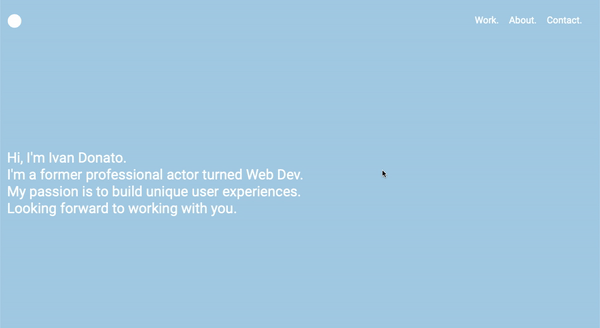 Work. About. Contact.
Hi, I'm Ivan Donato.
I'm a former professional actor turned Web Dev.
My passion is to build unique user experiences.
Looking forward to working with you.